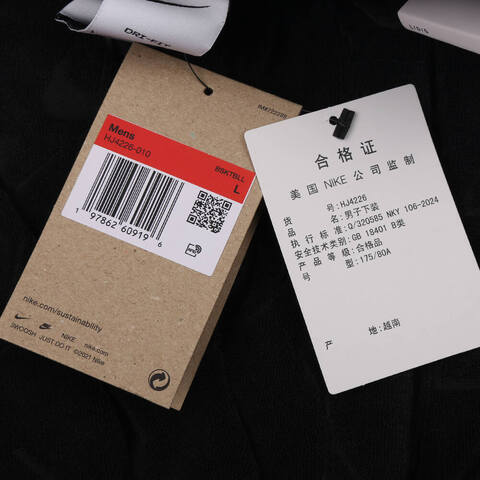 DRI-FIT
Mens
HJ4226-010
BSKTBLL
L
1 97862 60919 6
nike.com/sustainability
NIKE nike.com
SWOOSH JUST DO IT ©2021 Nike
合格证
美国 NIKE 公司监制
货 号: HJ4226
品 名: 男子下装
执行标准: Q/320585 NKY 106-2024
安全技术类别: GB 18401 B类
产品等级: 合格品
号 型: 175/80A
产 地: 越南